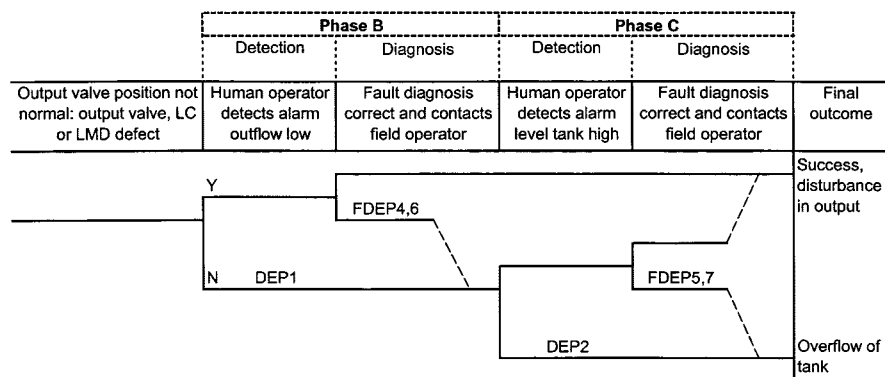 Phase B
Phase C
Detection
Diagnosis
Detection
Diagnosis
Output valve position not
normal: output valve, LC
or LMD defect
Human operator
detects alarm
outflow low
Fault diagnosis
correct and contacts
field operator
Human operator
detects alarm
level tank high
Fault diagnosis
correct and contacts
field operator
Final
outcome
Success,
disturbance
in output
Y
FDEP4,6
N
DEP1
FDEP5,7
DEP2
Overflow of
tank